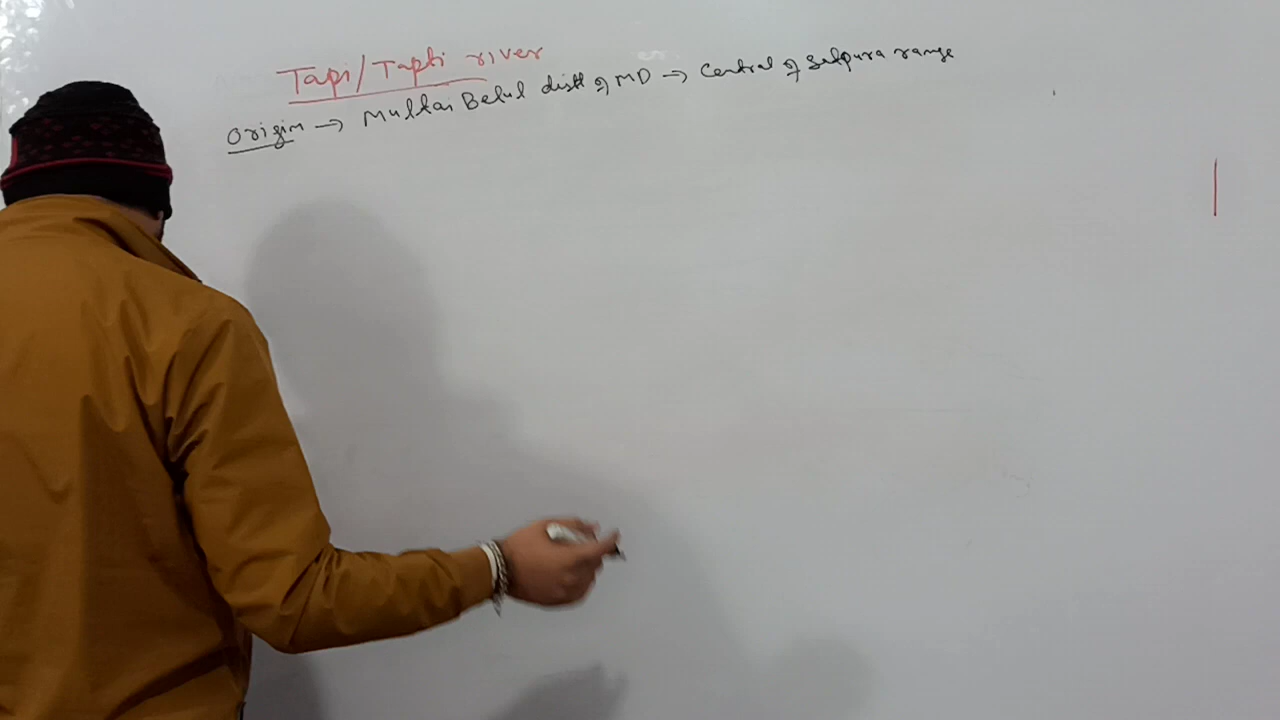 Tapi/Tapti river
Origin → Multai Betul distt of MP → Central of Satpura range